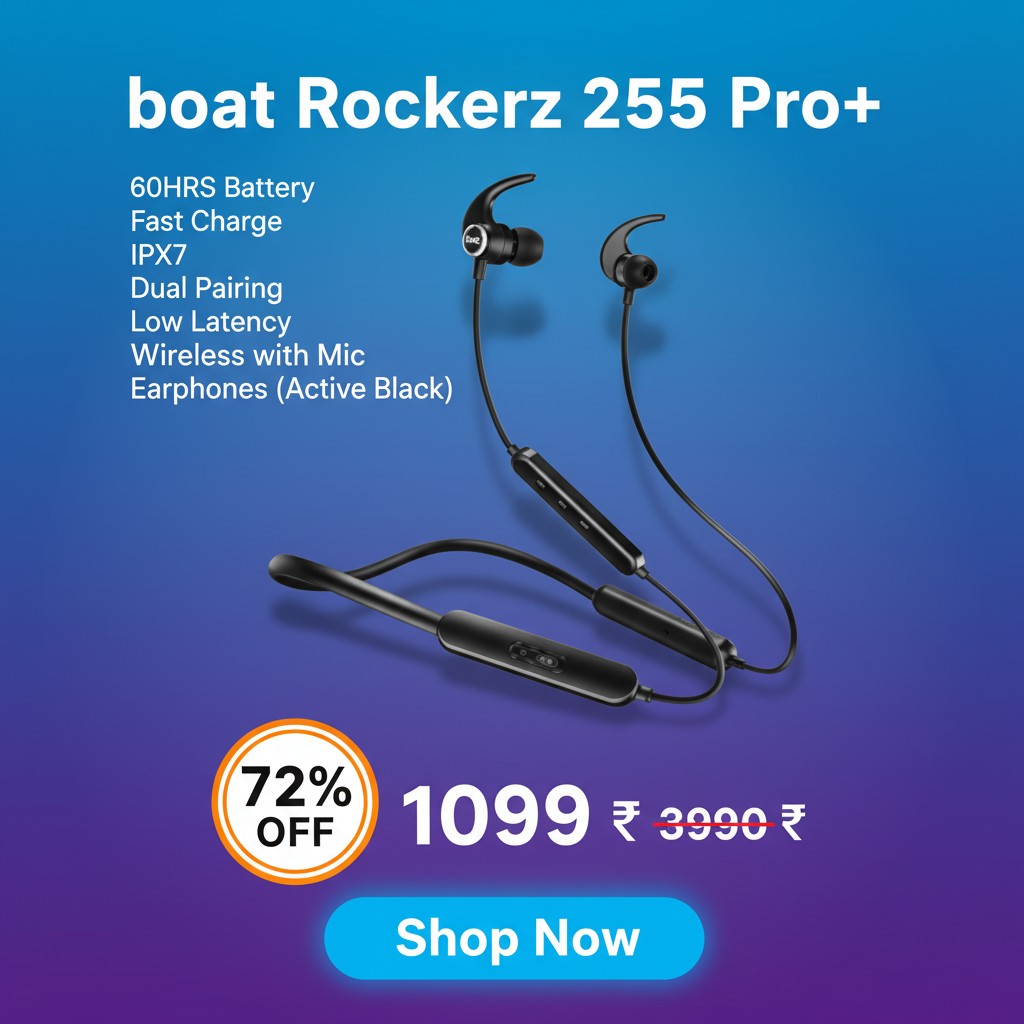 boat Rockerz 255 Pro+
60HRS Battery
Fast Charge
IPX7
Dual Pairing
Low Latency
Wireless with Mic
Earphones (Active Black)
72%
OFF
1099 ₹ 3990 ₹
Shop Now